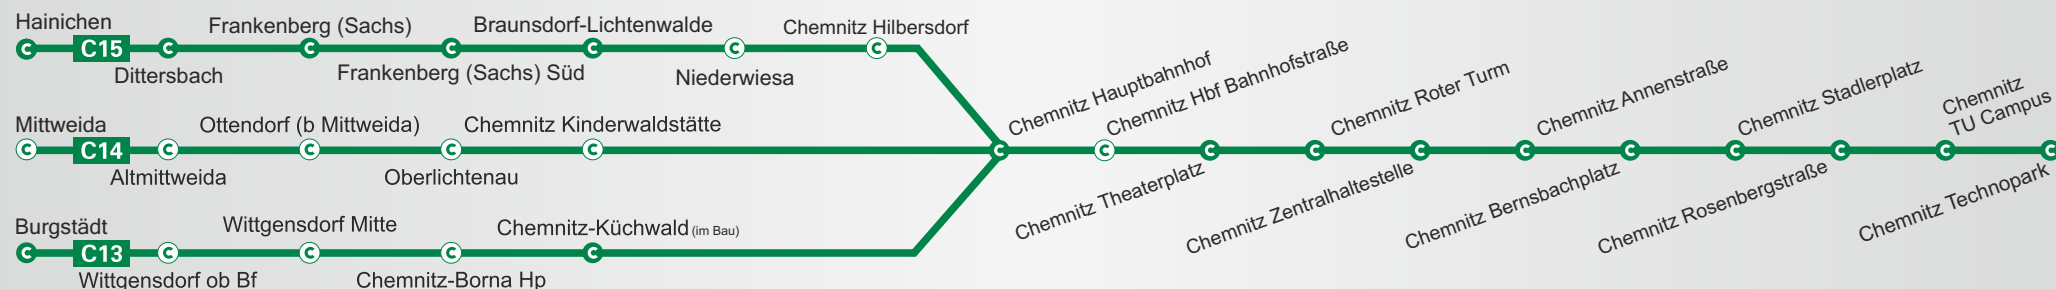 Hainichen
C15
Dittersbach
Frankenberg (Sachs)
Frankenberg (Sachs) Süd
Braunsdorf-Lichtenwalde
Niederwiesa
Chemnitz Hilbersdorf
Mittweida
C14
Altmittweida
Ottendorf (b Mittweida)
Oberlichtenau
Chemnitz Kinderwaldstätte
Burgstädt
C13
Wittgensdorf ob Bf
Wittgensdorf Mitte
Chemnitz-Borna Hp
Chemnitz-Küchwald (im Bau)
Chemnitz Hauptbahnhof
Chemnitz Hbf Bahnhofstraße
Chemnitz Theaterplatz
Chemnitz Roter Turm
Chemnitz Zentralhaltestelle
Chemnitz Annenstraße
Chemnitz Bernsbachplatz
Chemnitz Stadlerplatz
Chemnitz Rosenbergstraße
Chemnitz
TU Campus
Chemnitz Technopark